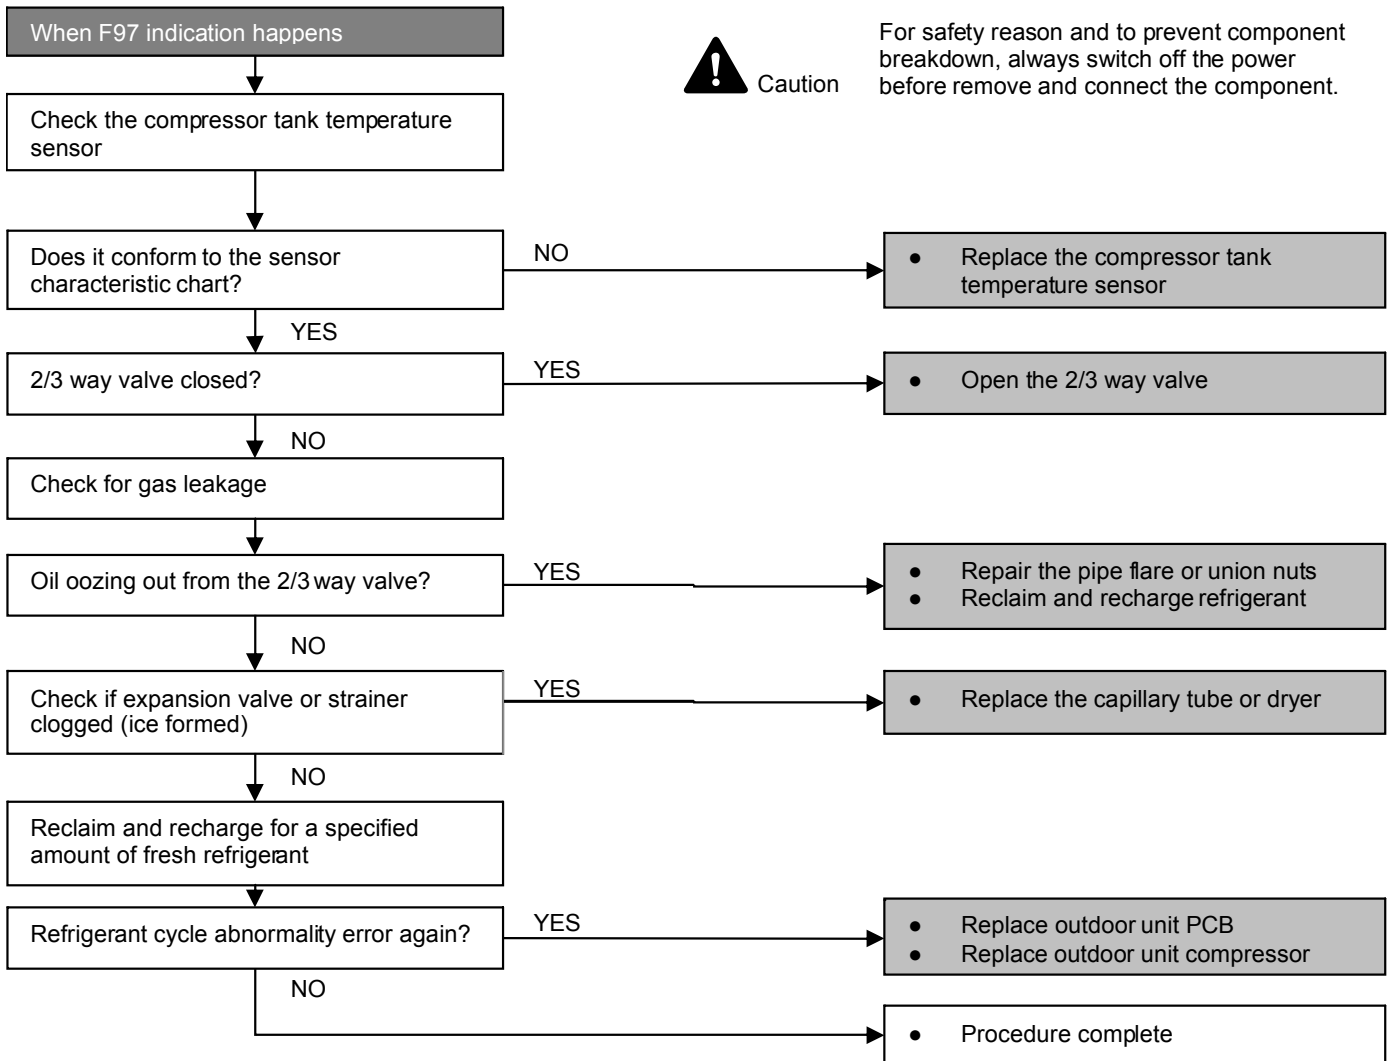 When F97 indication happens
Caution
For safety reason and to prevent component
breakdown, always switch off the power
before remove and connect the component.
Check the compressor tank temperature
sensor
Does it conform to the sensor
characteristic chart?
NO
● Replace the compressor tank
temperature sensor
YES
2/3 way valve closed?
YES
● Open the 2/3 way valve
NO
Check for gas leakage
Oil oozing out from the 2/3 way valve?
YES
● Repair the pipe flare or union nuts
● Reclaim and recharge refrigerant
NO
Check if expansion valve or strainer
clogged (ice formed)
YES
● Replace the capillary tube or dryer
NO
Reclaim and recharge for a specified
amount of fresh refrigerant
Refrigerant cycle abnormality error again?
YES
● Replace outdoor unit PCB
● Replace outdoor unit compressor
NO
● Procedure complete